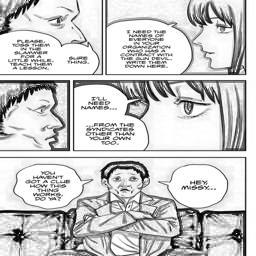 PLEASE,
TOSS THEM
IN THE
SLAMMER
FOR A
LITTLE WHILE.
TEACH THEM
A LESSON.
SURE
THING.
I NEED THE
NAMES OF
EVERYONE
IN YOUR
ORGANIZATION
WHO HAS A
CONTRACT WITH
THE GUN DEVIL.
WRITE THEM
DOWN HERE.
I'LL
NEED
NAMES...
...FROM THE
SYNDICATES
OTHER THAN
YOUR OWN
TOO.
YOU
HAVEN'T
GOT A CLUE
HOW THIS
THING
WORKS,
DO YA?
HEY,
MISSY...